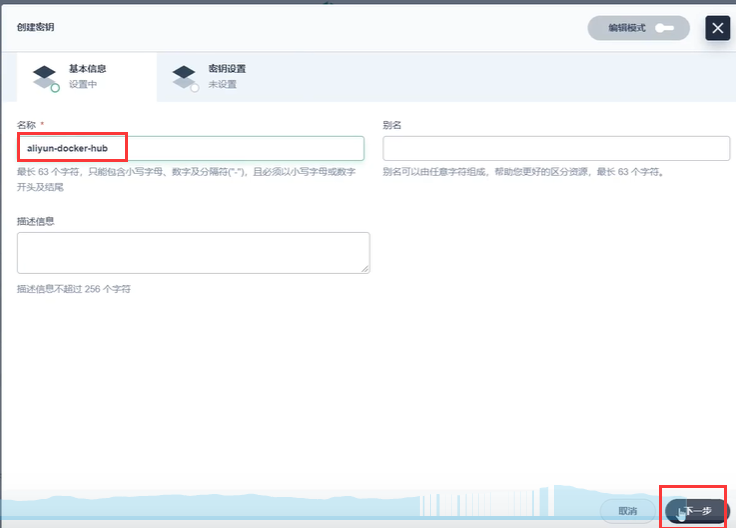 创建密钥
编辑模式
基本信息
设置中
密钥设置
未设置
名称 *
别名
aliyun-docker-hub
最长 63 个字符，只能包含小写字母、数字及分隔符("-")，且必须以小写字母或数字
开头及结尾
别名可以由任意字符组成，帮助您更好的区分资源，最长 63 个字符。
描述信息
描述信息不超过 256 个字符
取消
下一步